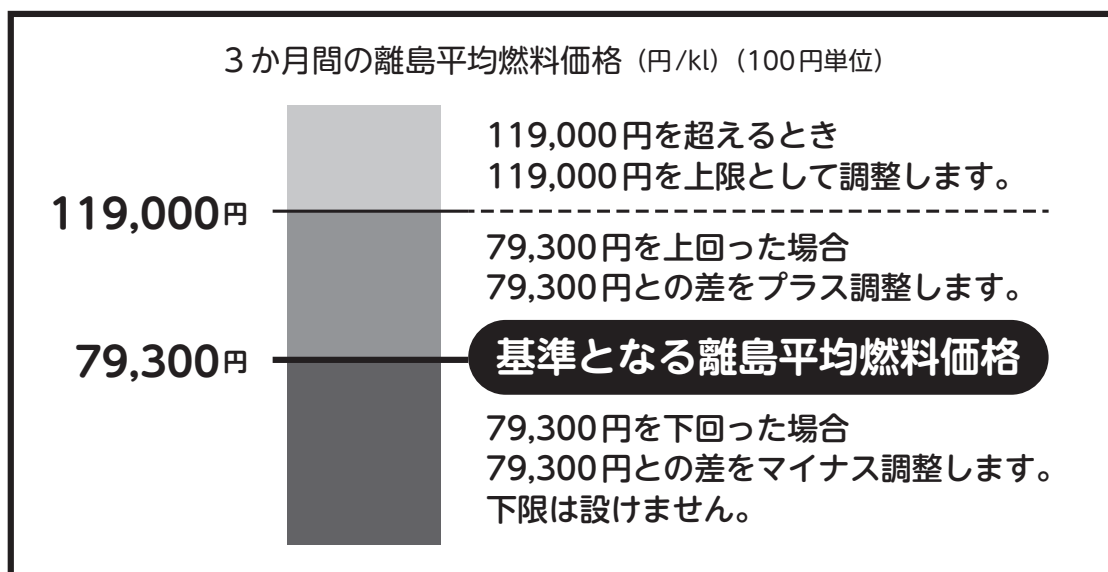 3か月間の離島平均燃料価格（円/kl）（100円単位）
119,000円を超えるとき
119,000円を上限として調整します。
119,000円
79,300円を上回った場合
79,300円との差をプラス調整します。
79,300円
基準となる離島平均燃料価格
79,300円を下回った場合
79,300円との差をマイナス調整します。
下限は設けません。